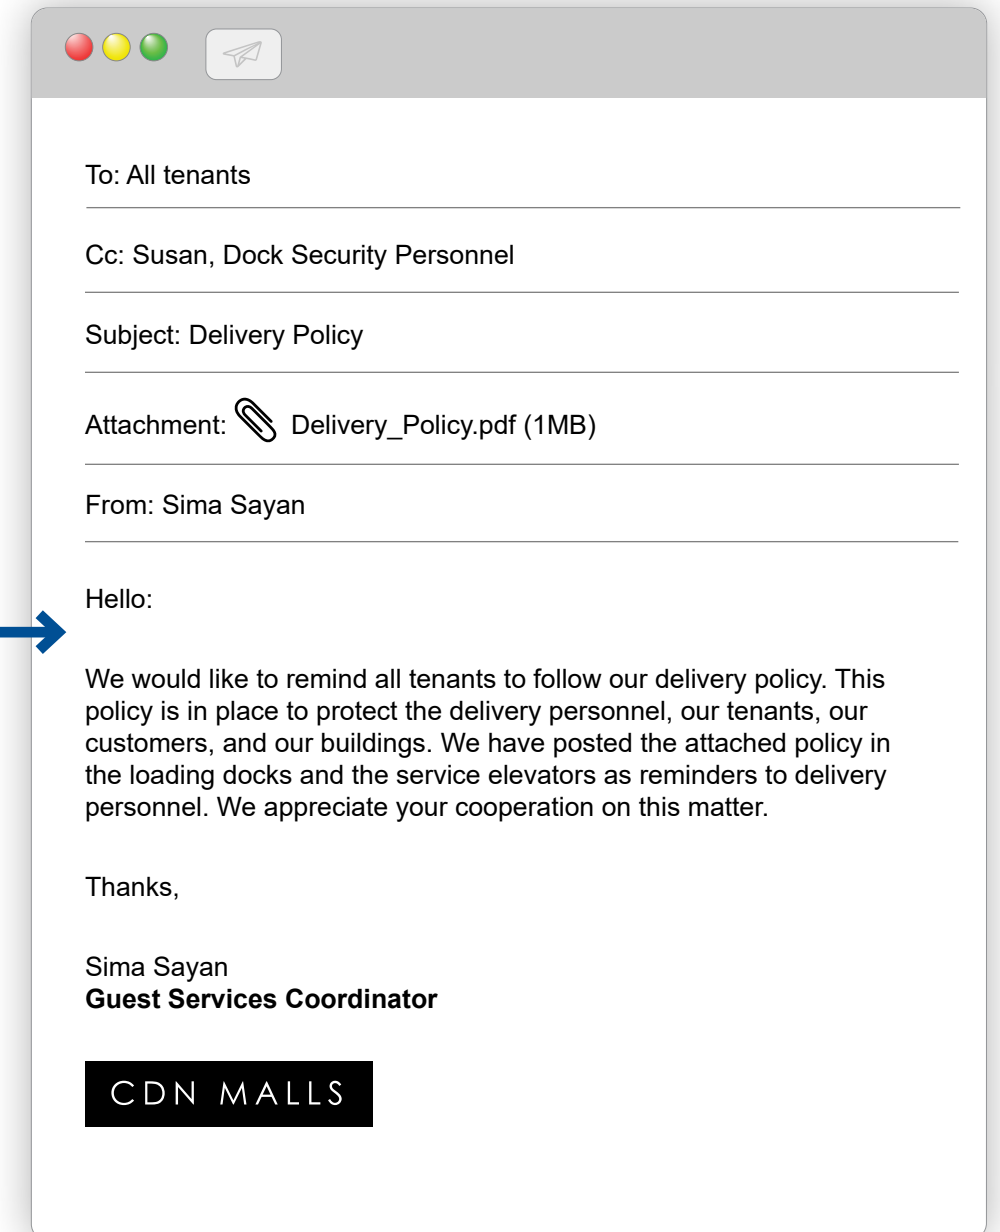 To: All tenants
Cc: Susan, Dock Security Personnel
Subject: Delivery Policy
Attachment: Delivery_Policy.pdf (1MB)
From: Sima Sayan
Hello:
We would like to remind all tenants to follow our delivery policy. This
policy is in place to protect the delivery personnel, our tenants, our
customers, and our buildings. We have posted the attached policy in
the loading docks and the service elevators as reminders to delivery
personnel. We appreciate your cooperation on this matter.
Thanks,
Sima Sayan
Guest Services Coordinator
CDN MALLS